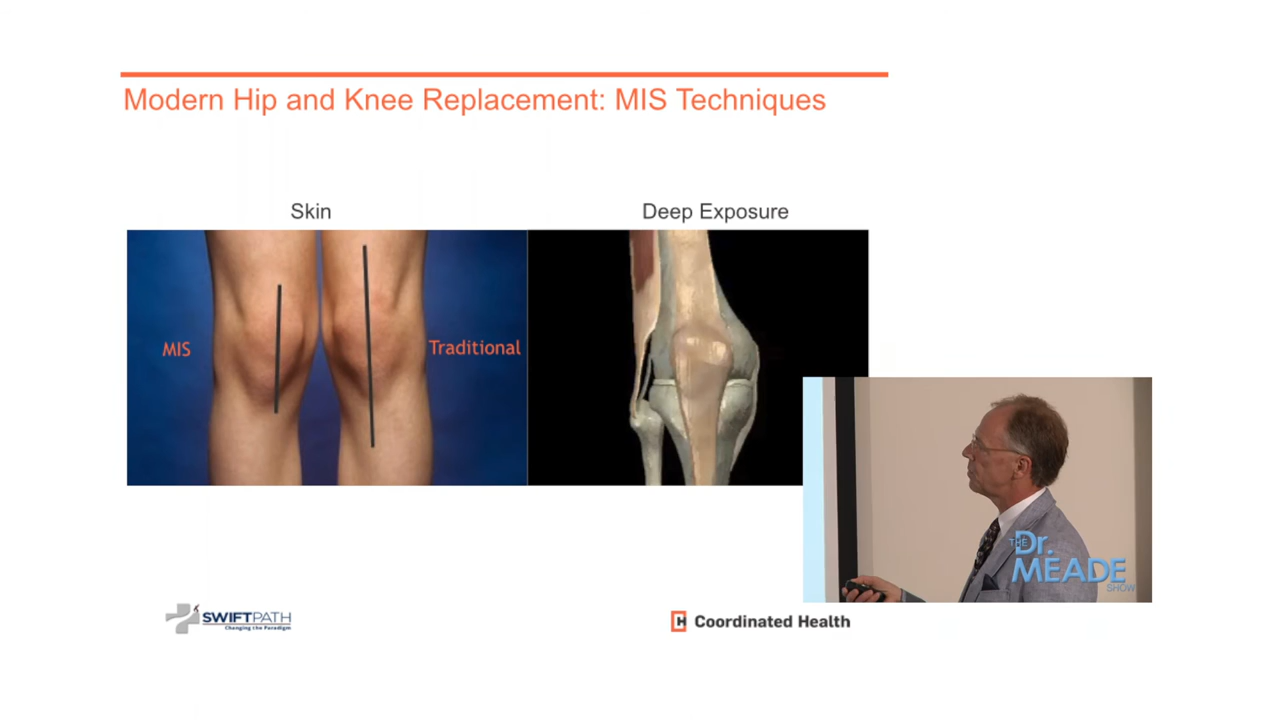 Modern Hip and Knee Replacement: MIS Techniques
Skin
Deep Exposure
MIS
Traditional
THE
Dr.
MEADE
SHOW
SWIFTPATH
Changing the Paradigm
H Coordinated Health